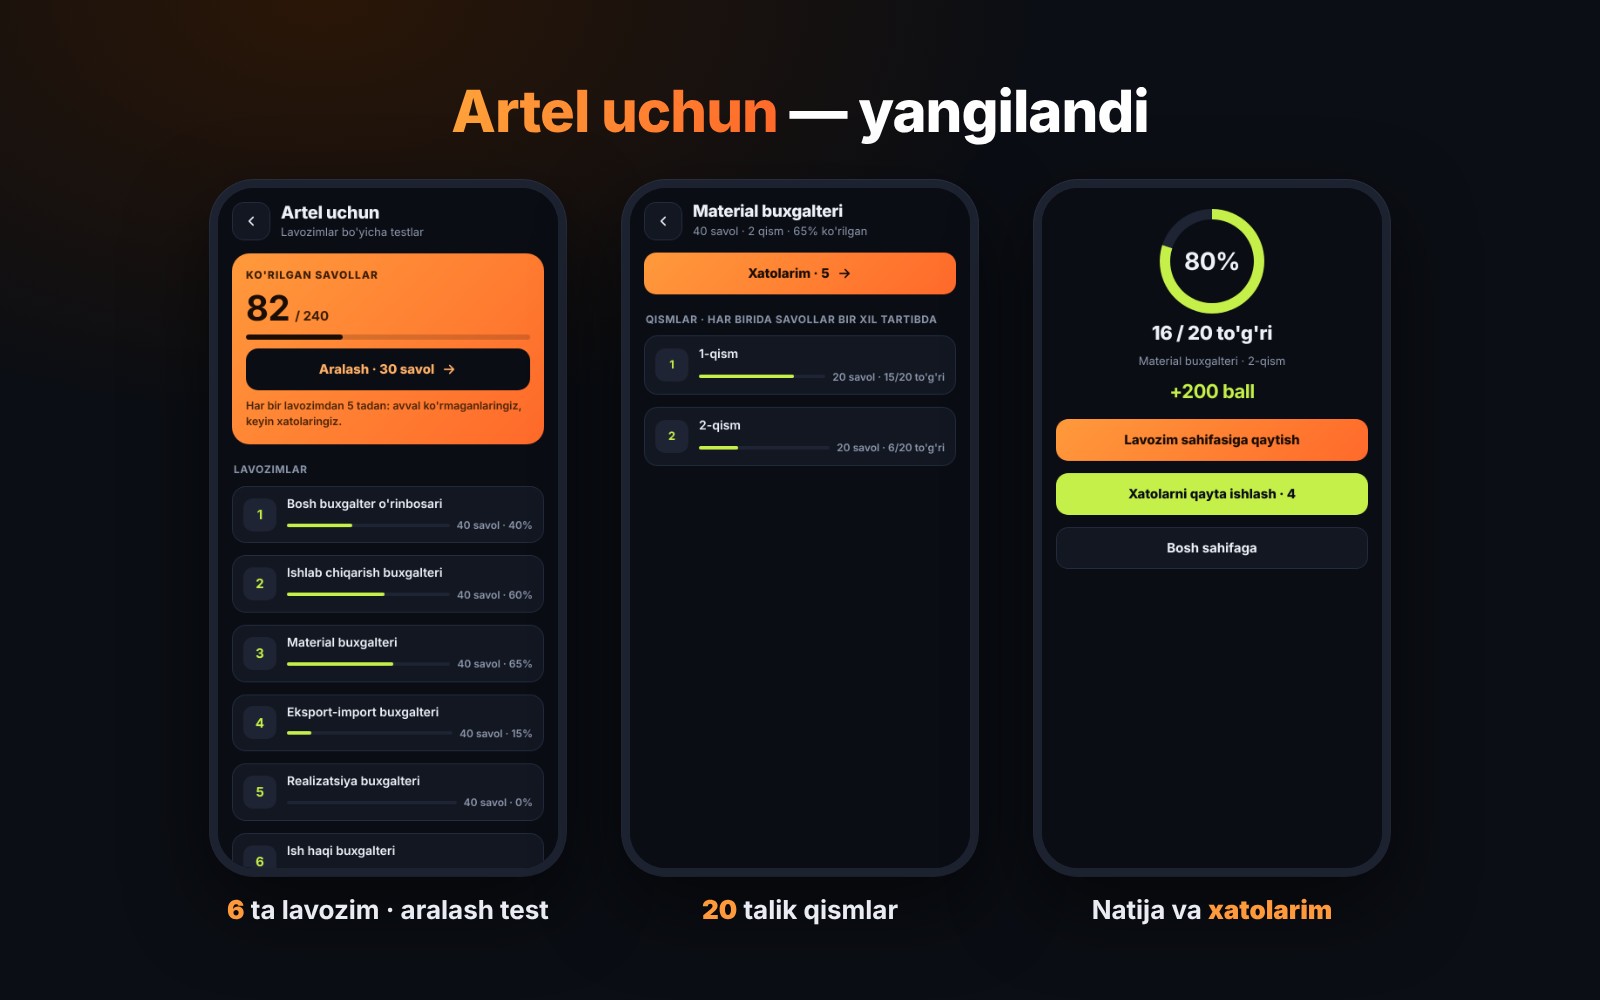 Artel uchun — yangilandi
Artel uchun
Lavozimlar bo'yicha testlar
KO'RILGAN SAVOLLAR
82 / 240
Aralash · 30 savol →
Har bir lavozimdan 5 tadan: avval ko'rmaganlaringiz,
keyin xatolaringiz.
LAVOZIMLAR
1 Bosh buxgalter o'rinbosari
40 savol · 40%
2 Ishlab chiqarish buxgalteri
40 savol · 60%
3 Material buxgalteri
40 savol · 65%
4 Eksport-import buxgalteri
40 savol · 15%
5 Realizatsiya buxgalteri
40 savol · 0%
6 Ish haqi buxgalteri
6 ta lavozim · aralash test
Material buxgalteri
40 savol · 2 qism · 65% ko'rilgan
Xatolarim · 5 →
QISMLAR · HAR BIRIDA SAVOLLAR BIR XIL TARTIBDA
1 1-qism
20 savol · 15/20 to'g'ri
2 2-qism
20 savol · 6/20 to'g'ri
20 talik qismlar
80%
16 / 20 to'g'ri
Material buxgalteri · 2-qism
+200 ball
Lavozim sahifasiga qaytish
Xatolarni qayta ishlash · 4
Bosh sahifaga
Natija va xatolarim